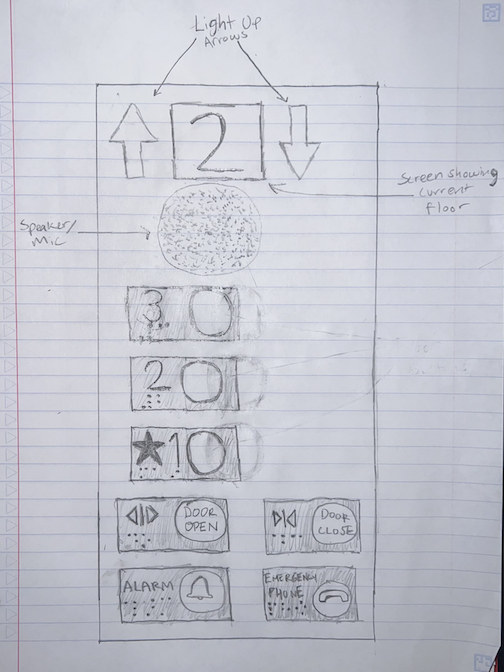 Light Up
Arrows
2
Screen showing
current
floor
Speaker/
Mic
3
2
★1
DOOR
OPEN
DOOR
CLOSE
ALARM
EMERGENCY
PHONE